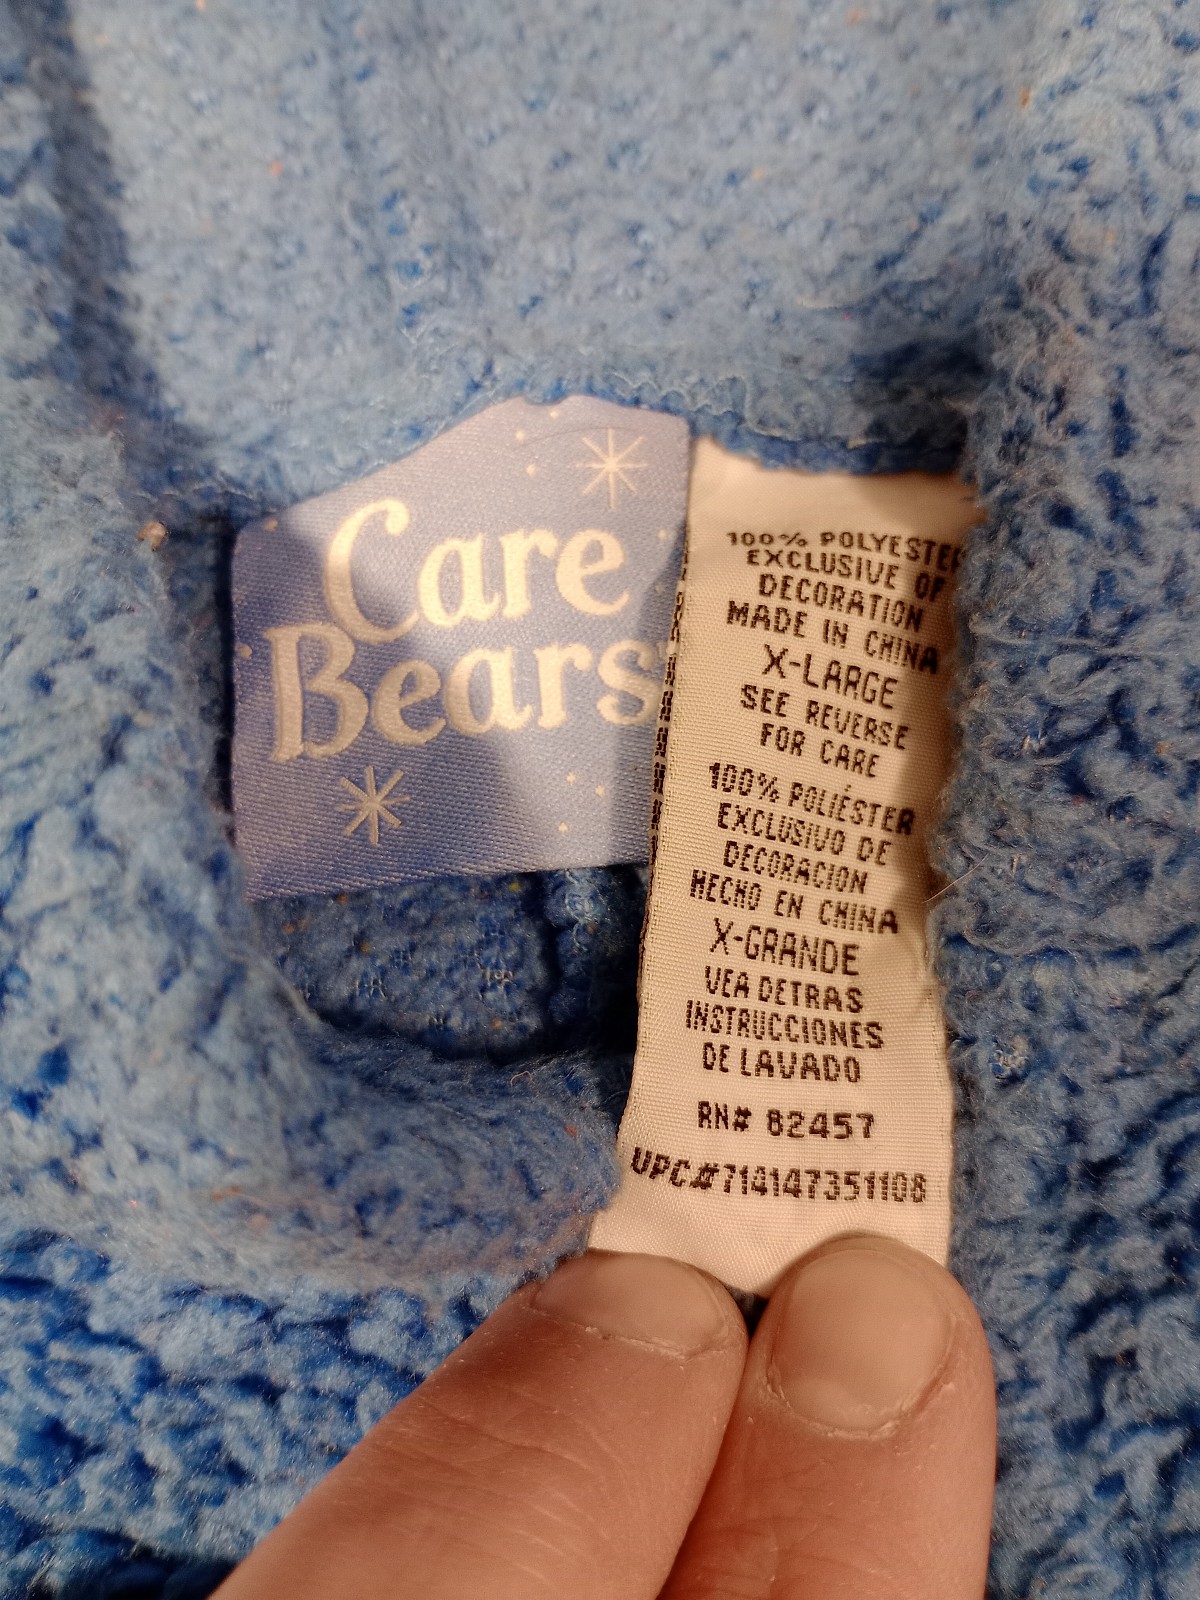 Care
Bears
100% POLYESTER
EXCLUSIVE OF
DECORATION
MADE IN CHINA
X-LARGE
SEE REVERSE
FOR CARE
100% POLIÉSTER
EXCLUSIVO DE
DECORACION
HECHO EN CHINA
X-GRANDE
VEA DETRAS
INSTRUCCIONES
DE LAVADO
RN# 82457
UPC#714147351108